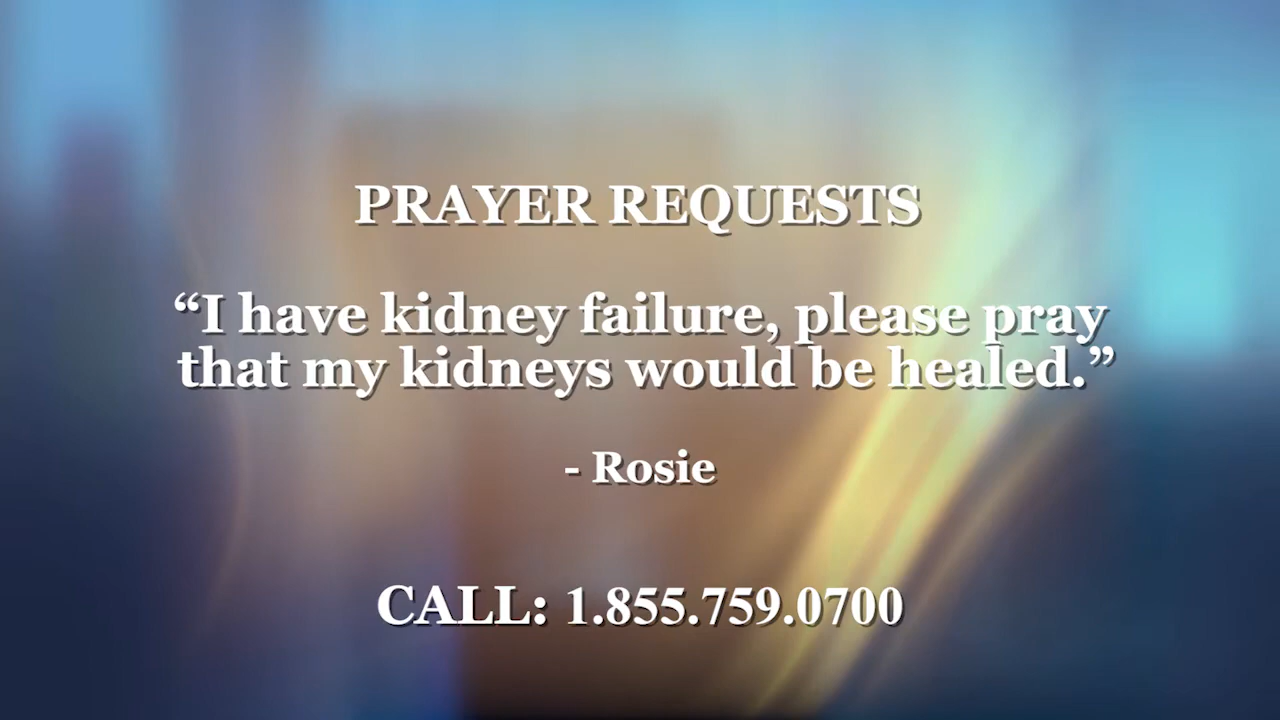 PRAYER REQUESTS
“I have kidney failure, please pray
that my kidneys would be healed.”
- Rosie
CALL: 1.855.759.0700